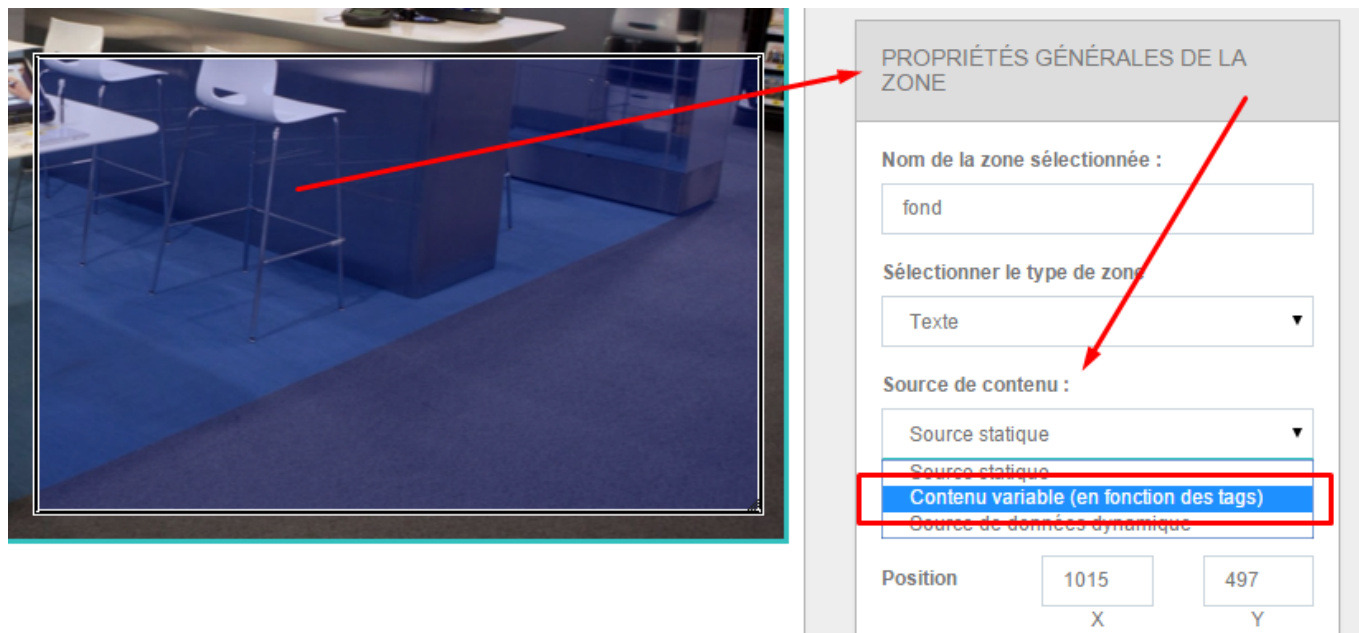 PROPRIÉTÉS GÉNÉRALES DE LA
ZONE
Nom de la zone sélectionnée :
fond
Sélectionner le type de zone
Texte
Source de contenu :
Source statique
Source statique
Contenu variable (en fonction des tags)
Source de données dynamique
Position 1015 497
X Y